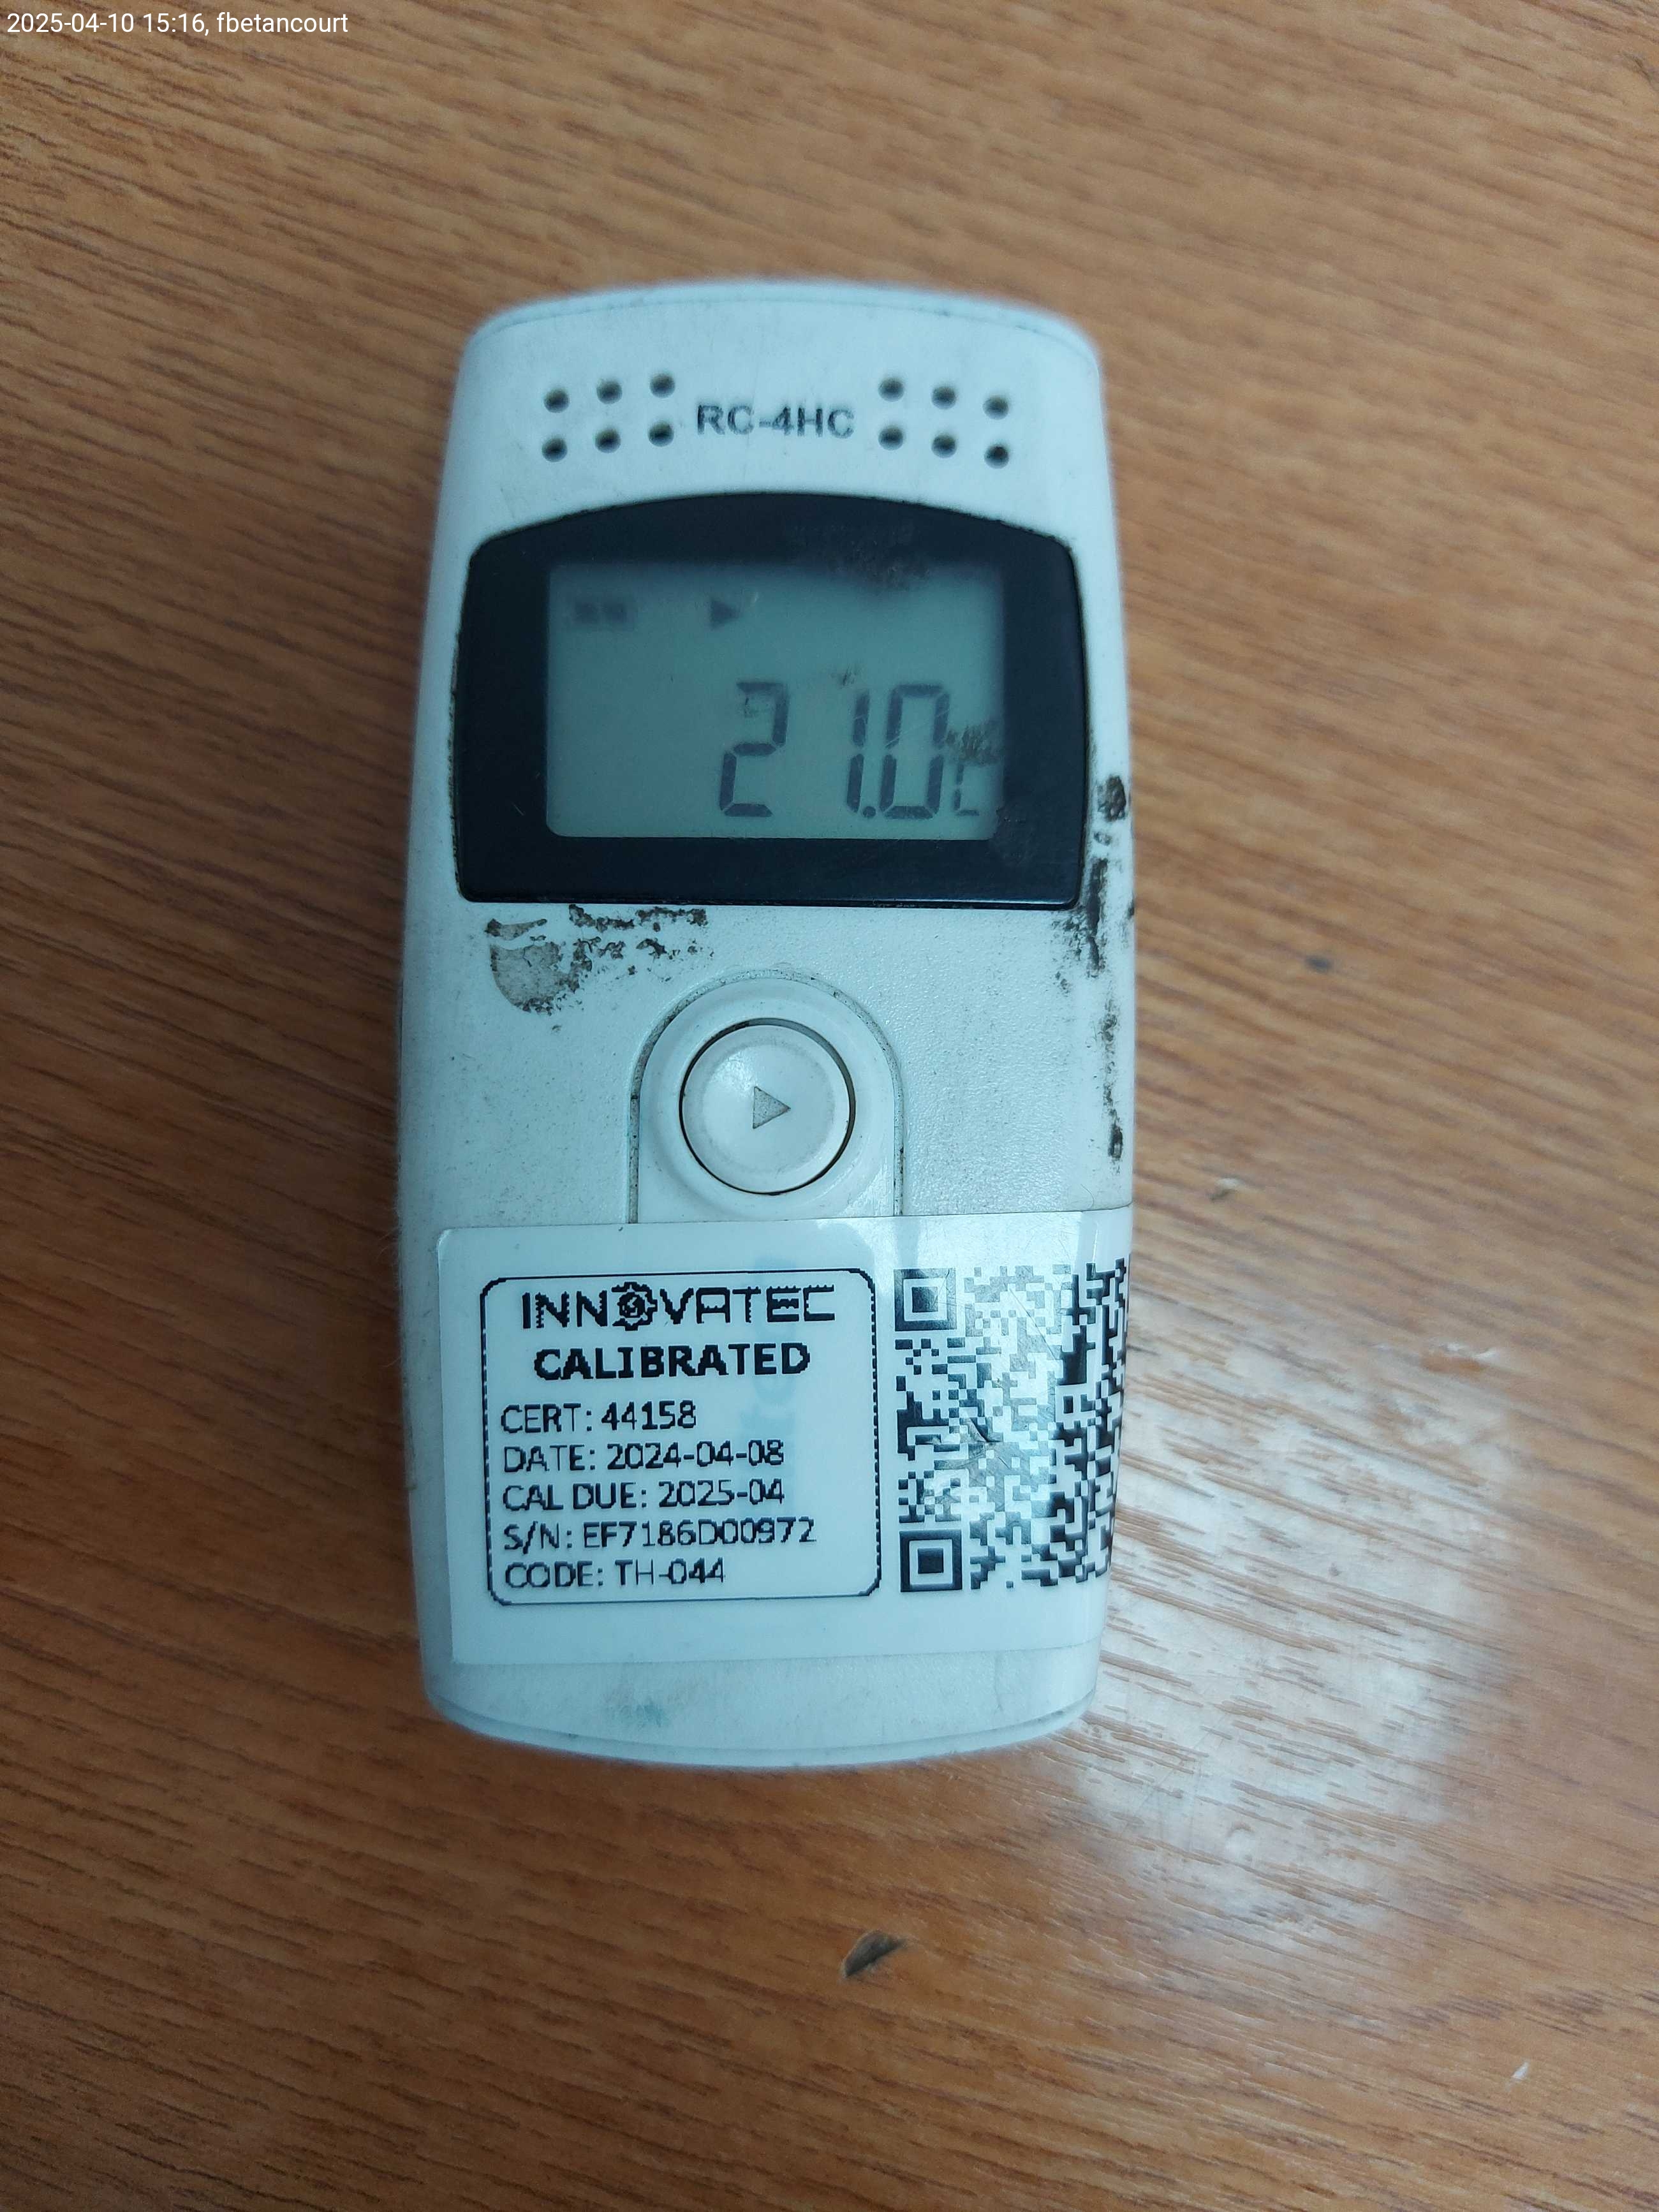 2025-04-10 15:16, fbetancourt
RC-4HC
21.0°C
INNOVATEC
CALIBRATED
CERT: 44158
DATE: 2024-04-08
CAL DUE: 2025-04
S/N: EF7186D00972
CODE: TH-044